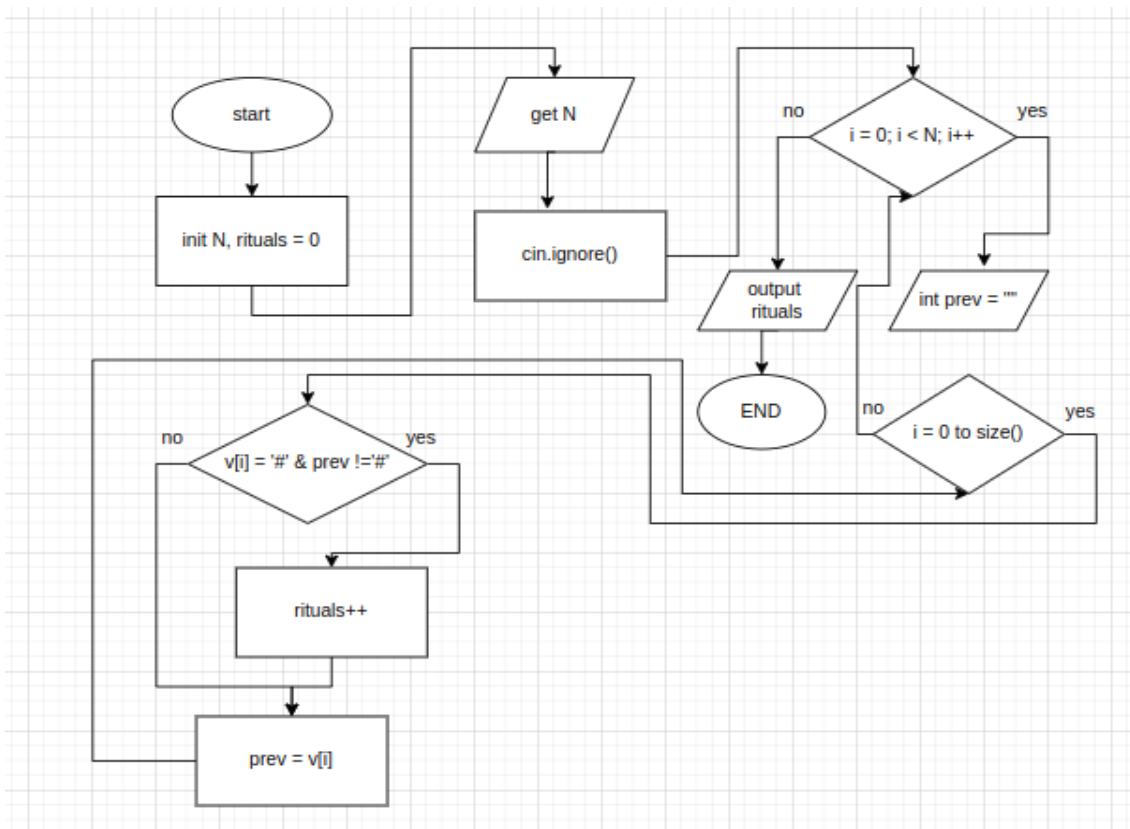 start
init N, rituals = 0
get N
cin.ignore()
i = 0; i < N; i++
no
yes
output
rituals
int prev = ""
END
i = 0 to size()
no
yes
v[i] = '#' & prev !='#'
no
yes
rituals++
prev = v[i]